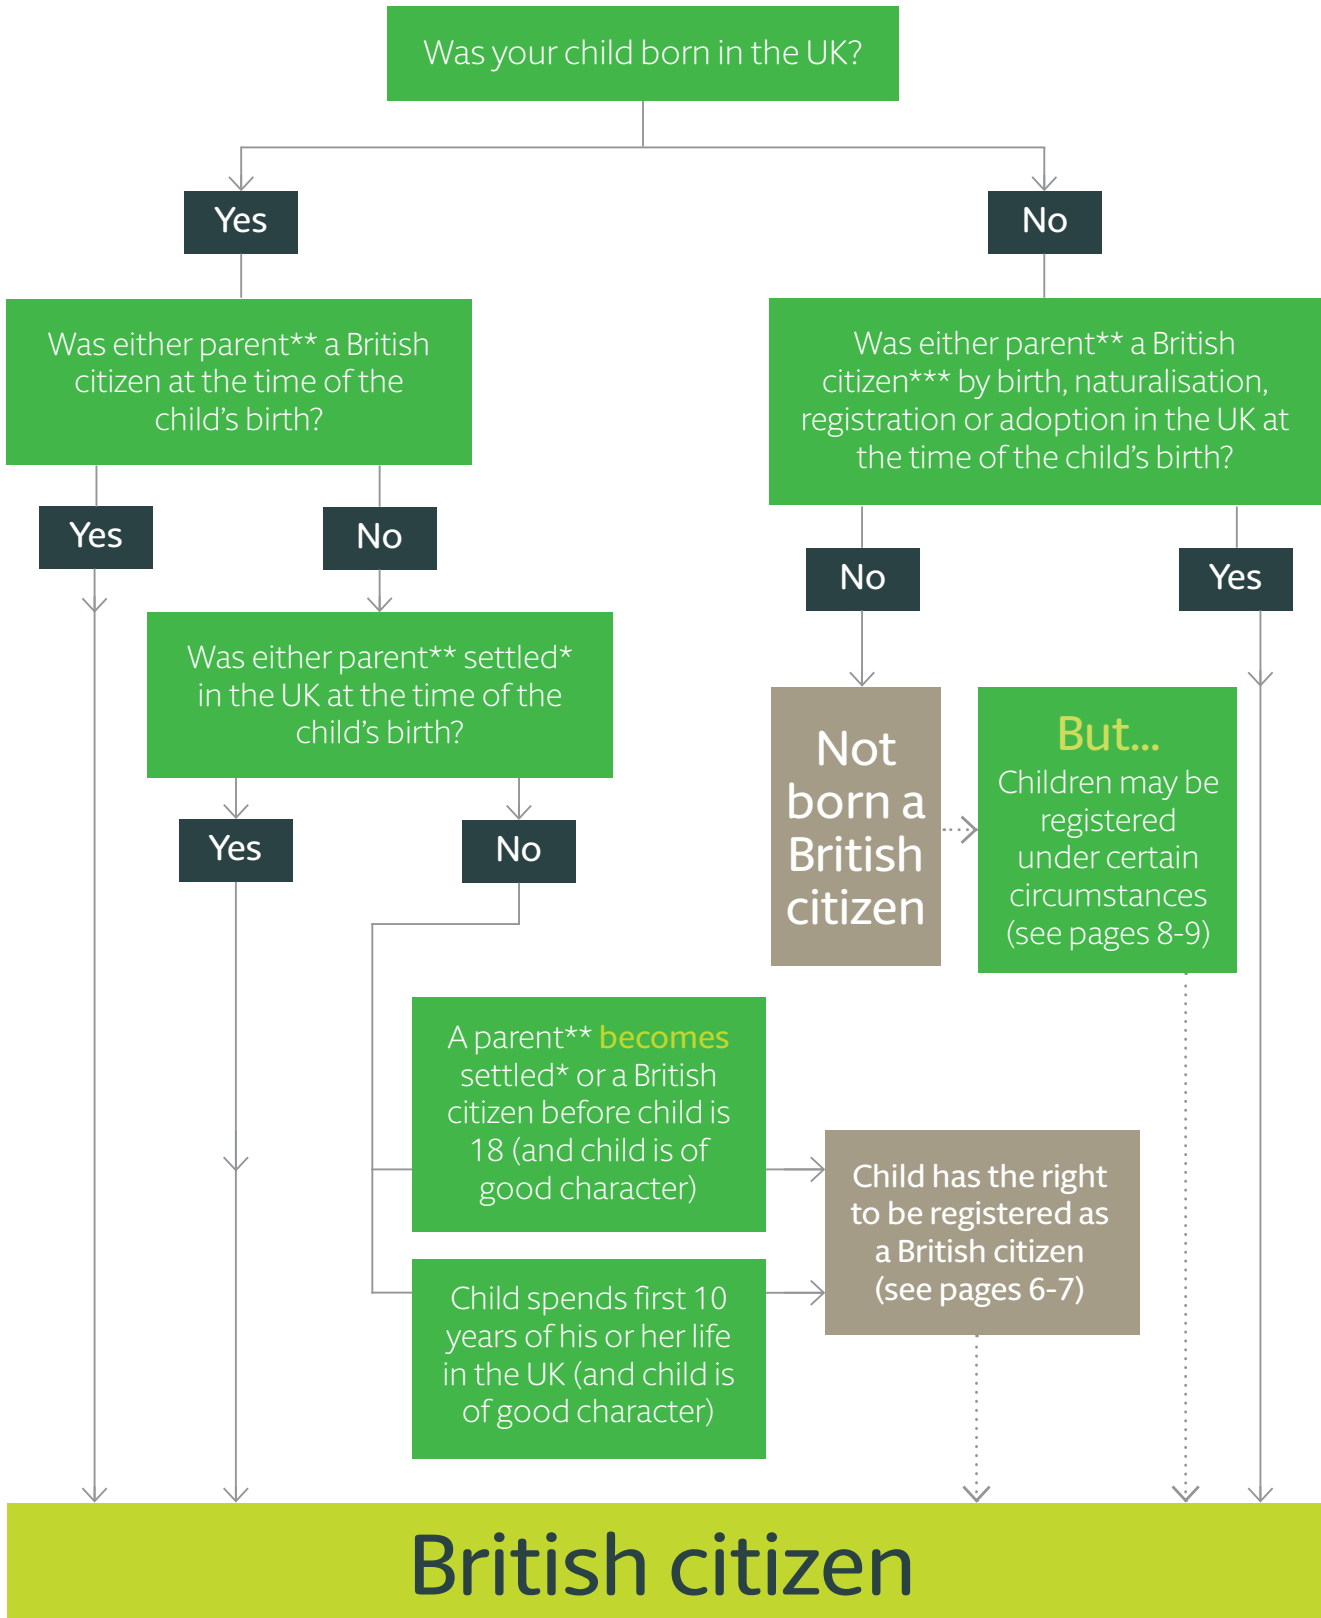 Was your child born in the UK?
Yes
No
Was either parent** a British
citizen at the time of the
child's birth?
Was either parent** a British
citizen*** by birth, naturalisation,
registration or adoption in the UK at
the time of the child's birth?
Yes
No
No
Yes
Was either parent** settled*
in the UK at the time of the
child's birth?
Not
born a
British
citizen
But...
Children may be
registered
under certain
circumstances
(see pages 8-9)
Yes
No
A parent** becomes
settled* or a British
citizen before child is
18 (and child is of
good character)
Child has the right
to be registered as
a British citizen
(see pages 6-7)
Child spends first 10
years of his or her life
in the UK (and child is
of good character)
British citizen